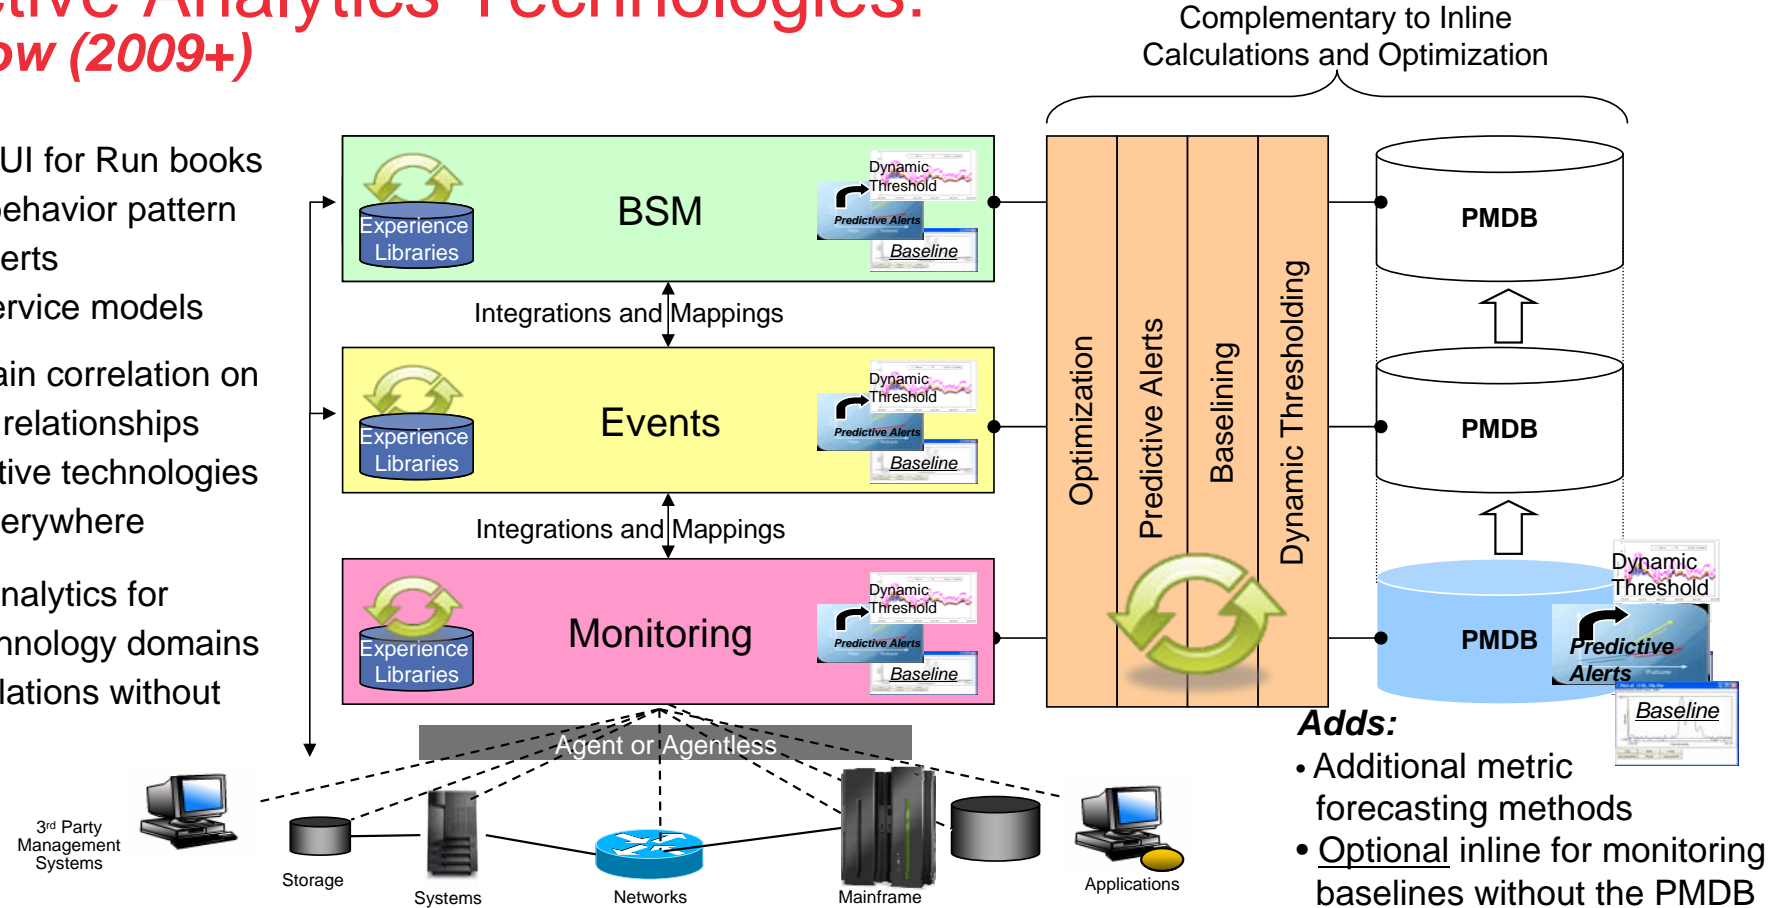 ctive Analytics Technologies:
ow (2009+)
Complementary to Inline
Calculations and Optimization
UI for Run books
behavior pattern
erts
ervice models
ain correlation on
relationships
tive technologies
erywhere
nalytics for
hnology domains
lations without
Experience
Libraries
BSM
Dynamic
Threshold
Predictive Alerts
Baseline
Integrations and Mappings
Experience
Libraries
Events
Dynamic
Threshold
Predictive Alerts
Baseline
Integrations and Mappings
Experience
Libraries
Monitoring
Dynamic
Threshold
Predictive Alerts
Baseline
Optimization
Predictive Alerts
Baselining
Dynamic Thresholding
PMDB
PMDB
PMDB
Dynamic
Threshold
Predictive
Alerts
Baseline
Agent or Agentless
3rd Party
Management
Systems
Storage
Systems
Networks
Mainframe
Applications
Adds:
• Additional metric
forecasting methods
• Optional inline for monitoring
baselines without the PMDB